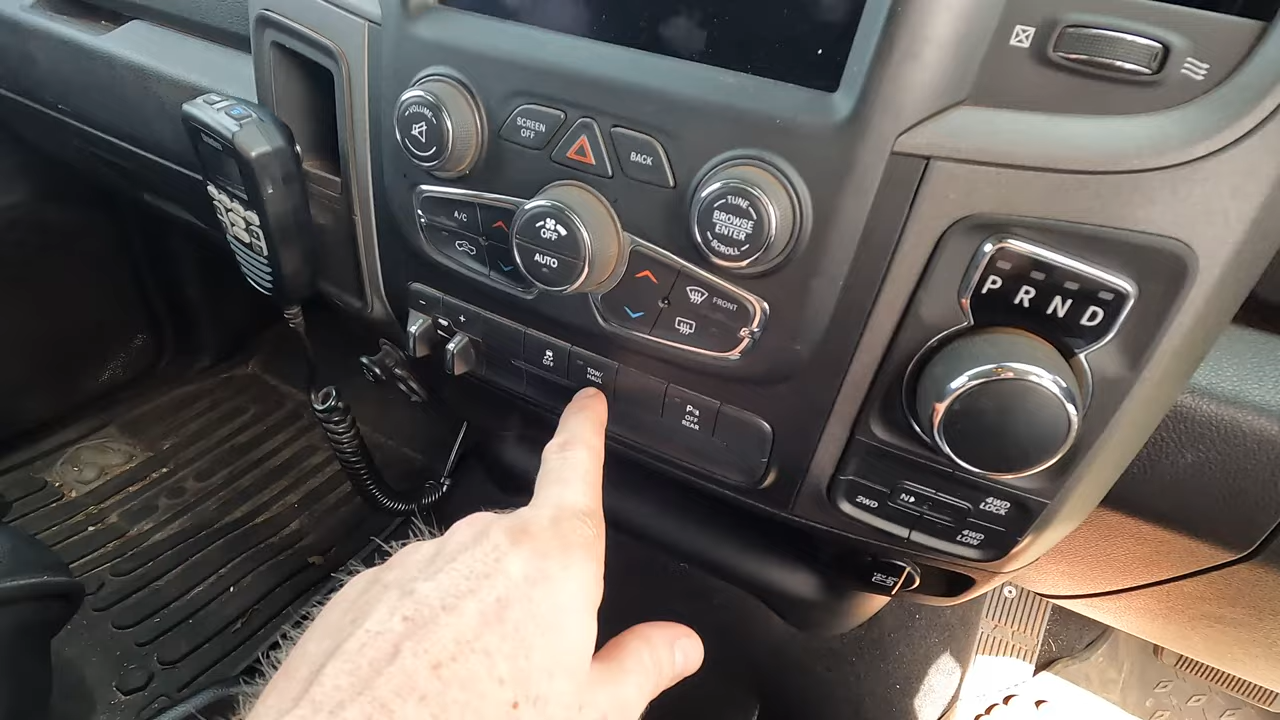 VOLUME
SCREEN
OFF
BACK
TUNE
BROWSE
ENTER
SCROLL
A/C
OFF
AUTO
FRONT
- +
OFF
TOW/
HAUL
P
OFF
REAR
P R N D
2WD
N
4WD
LOCK
4WD
LOW